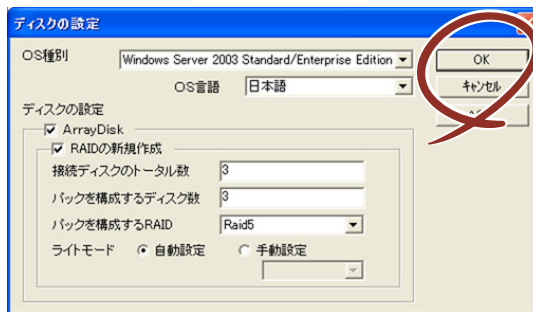 ディスクの設定
OS種別 Windows Server 2003 Standard/Enterprise Edition
OK
OS言語 日本語
キャンセル
ディスクの設定
ArrayDisk
RAIDの新規作成
接続ディスクのトータル数 3
パックを構成するディスク数 3
パックを構成するRAID Raid5
ライトモード 自動設定 手動設定